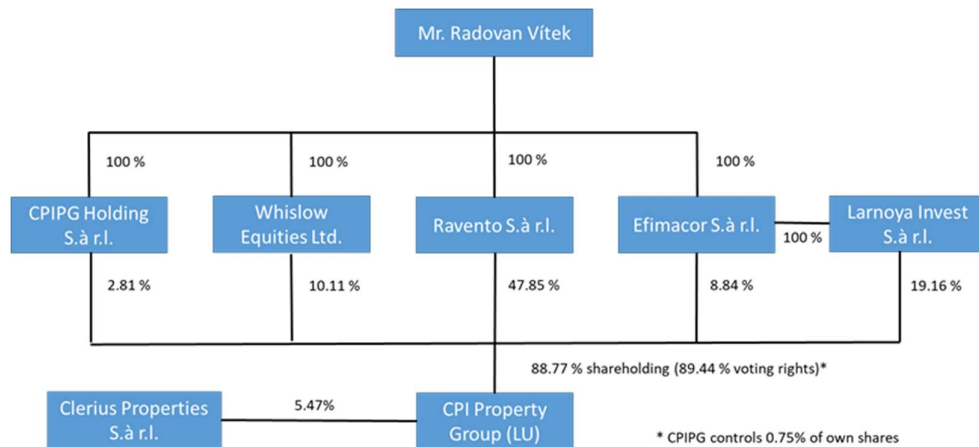 Mr. Radovan Vítek
100 %
100 %
100 %
100 %
CPIPG Holding
S.à r.l.
Whislow
Equities Ltd.
Ravento S.à r.l.
Efimacor S.à r.l.
100 %
Larnoya Invest
S.à r.l.
2.81 %
10.11 %
47.85 %
8.84 %
19.16 %
88.77 % shareholding (89.44 % voting rights)*
Clerius Properties
S.à r.l.
5.47%
CPI Property
Group (LU)
* CPIPG controls 0.75% of own shares